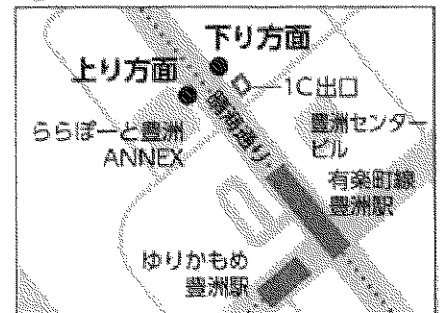 下り方面
上り方面
1C出口
晴海通り
ららぽーと豊洲
ANNEX
豊洲センター
ビル
有楽町線
豊洲駅
ゆりかもめ
豊洲駅